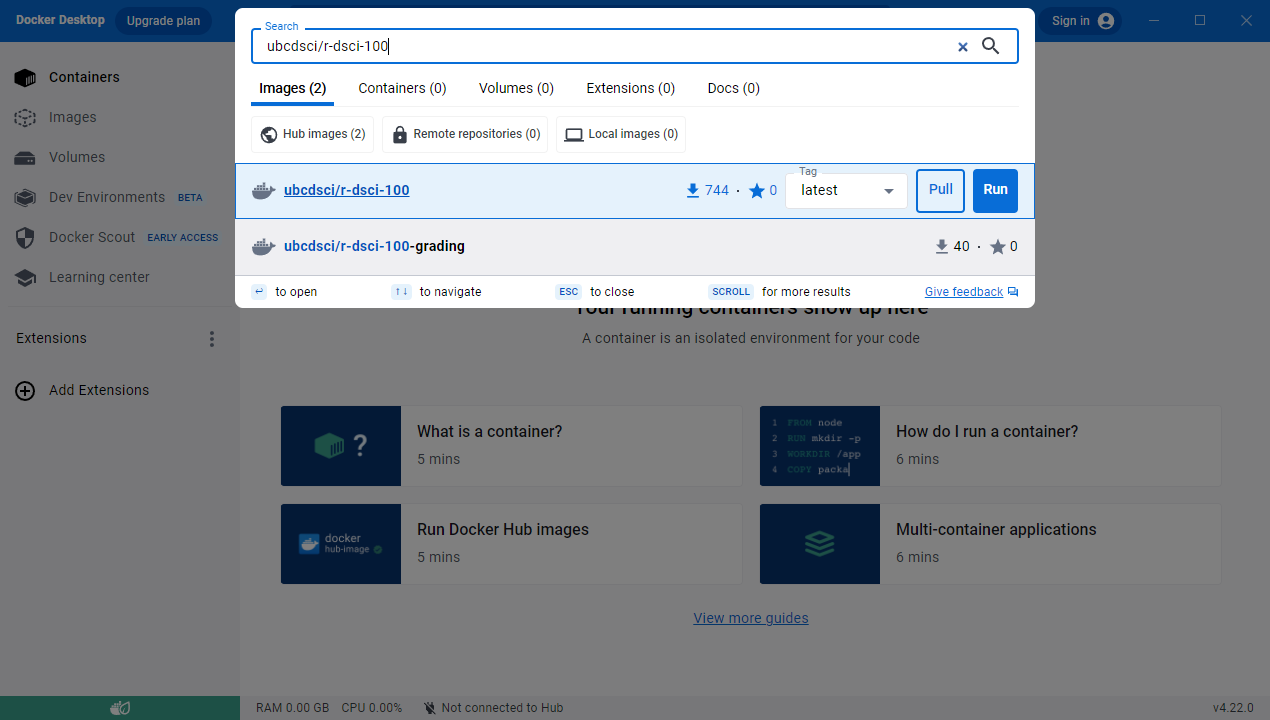 Docker Desktop Upgrade plan Sign in
Search
ubcdsci/r-dsci-100
Images (2) Containers (0) Volumes (0) Extensions (0) Docs (0)
Hub images (2) Remote repositories (0) Local images (0)
Tag
ubcdsci/r-dsci-100 744 · 0 latest Pull Run
ubcdsci/r-dsci-100-grading 40 · 0
to open ↑↓ to navigate ESC to close SCROLL for more results Give feedback
Containers
Images
Volumes
Dev Environments BETA
Docker Scout EARLY ACCESS
Learning center
Extensions
Add Extensions
Your running containers show up here
A container is an isolated environment for your code
?
What is a container?
5 mins
1 FROM node
2 RUN mkdir -p
3 WORKDIR /app
4 COPY packa
How do I run a container?
6 mins
docker
hub-image
Run Docker Hub images
5 mins
Multi-container applications
6 mins
View more guides
RAM 0.00 GB CPU 0.00% Not connected to Hub v4.22.0